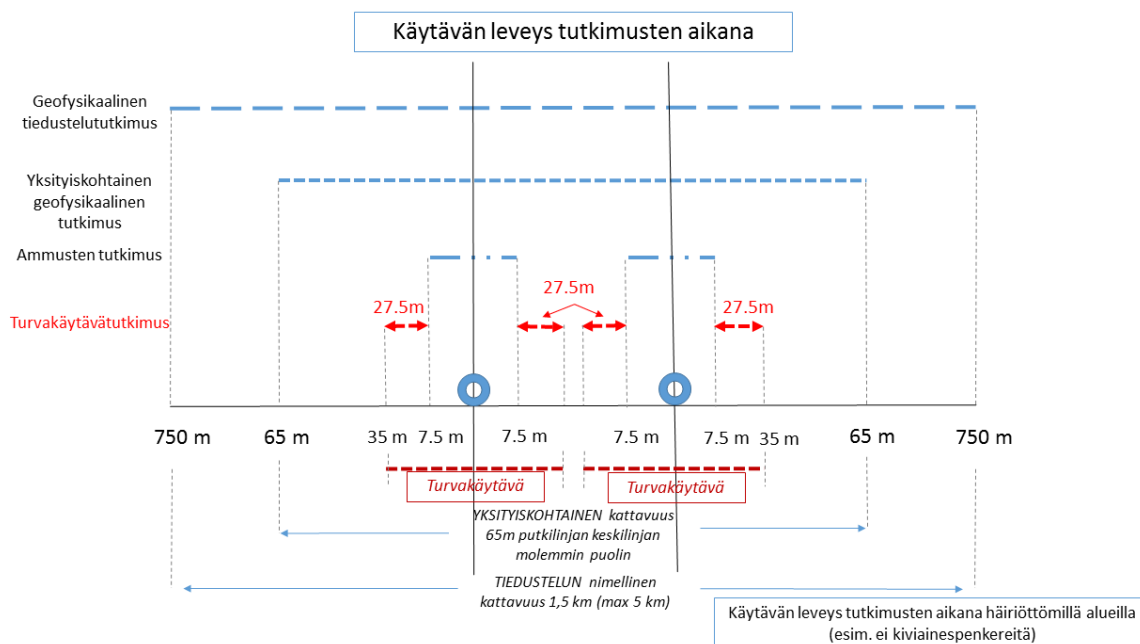 Käytävän leveys tutkimusten aikana
Geofysikaalinen
tiedustelututkimus
Yksityiskohtainen
geofysikaalinen
tutkimus
Ammusten tutkimus
27.5m
27.5m
27.5m
Turvakäytävätutkimus
750 m
65 m
35 m
7.5 m
7.5 m
7.5 m
7.5 m
35 m
65 m
750 m
Turvakäytävä
Turvakäytävä
YKSITYISKOHTAINEN kattavuus
65m putkilinjan keskilinjan
molemmin puolin
TIEDUSTELUN nimellinen
kattavuus 1,5 km (max 5 km)
Käytävän leveys tutkimusten aikana häiriöttömillä alueilla
(esim. ei kiviainespenkereitä)